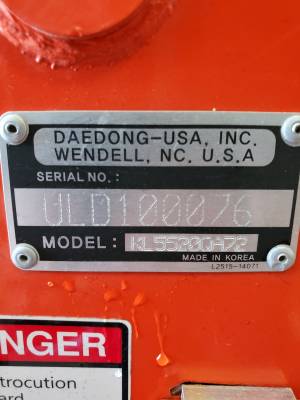 DAEDONG-USA, INC.
WENDELL, NC. U.S.A
SERIAL NO. :
ULD100076
MODEL:
MADE IN KOREA
L2515-14071
NGER
trocution
ard